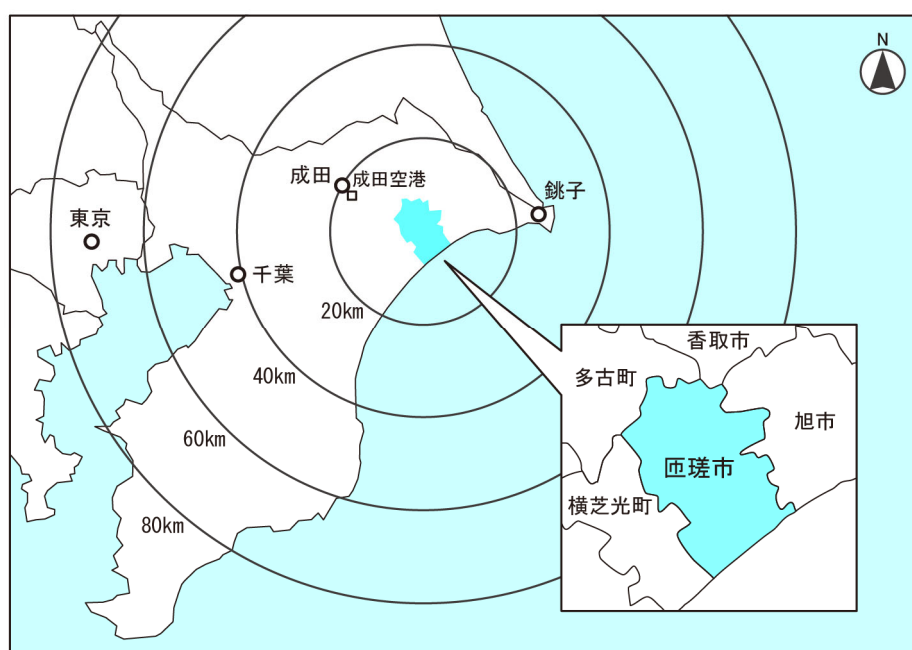 N
成田
成田空港
銚子
東京
千葉
20km
40km
60km
80km
香取市
多古町
旭市
匝瑳市
横芝光町